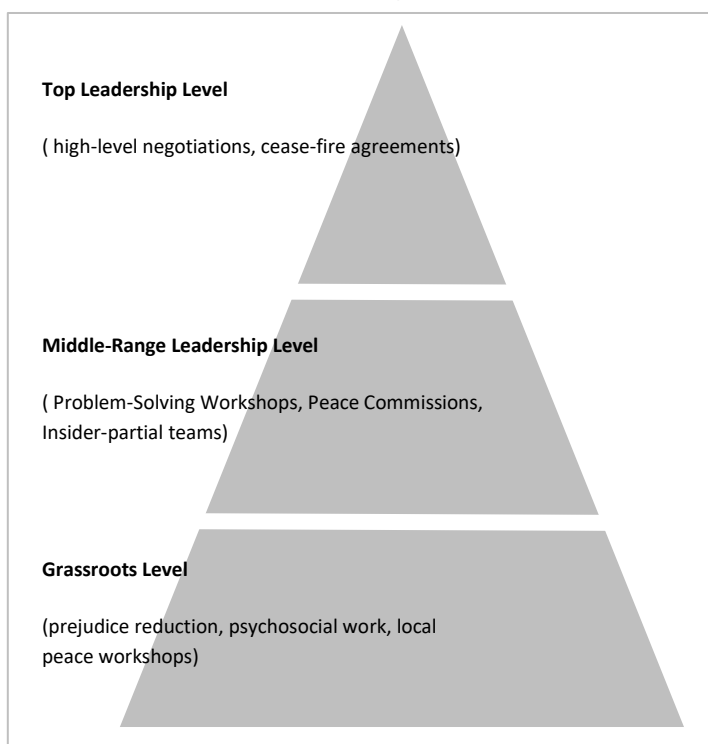 Top Leadership Level
( high-level negotiations, cease-fire agreements)
Middle-Range Leadership Level
( Problem-Solving Workshops, Peace Commissions,
Insider-partial teams)
Grassroots Level
(prejudice reduction, psychosocial work, local
peace workshops)